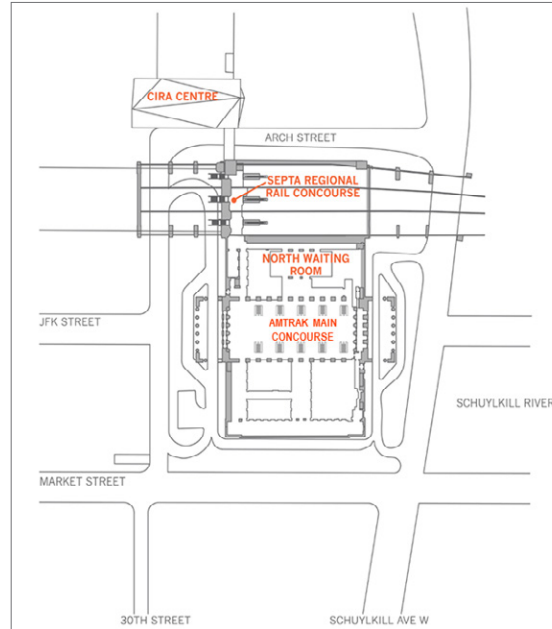 CIRA CENTRE
ARCH STREET
SEPTA REGIONAL
RAIL CONCOURSE
NORTH WAITING
ROOM
JFK STREET
AMTRAK MAIN
CONCOURSE
SCHUYLKILL RIVER
MARKET STREET
30TH STREET
SCHUYLKILL AVE W